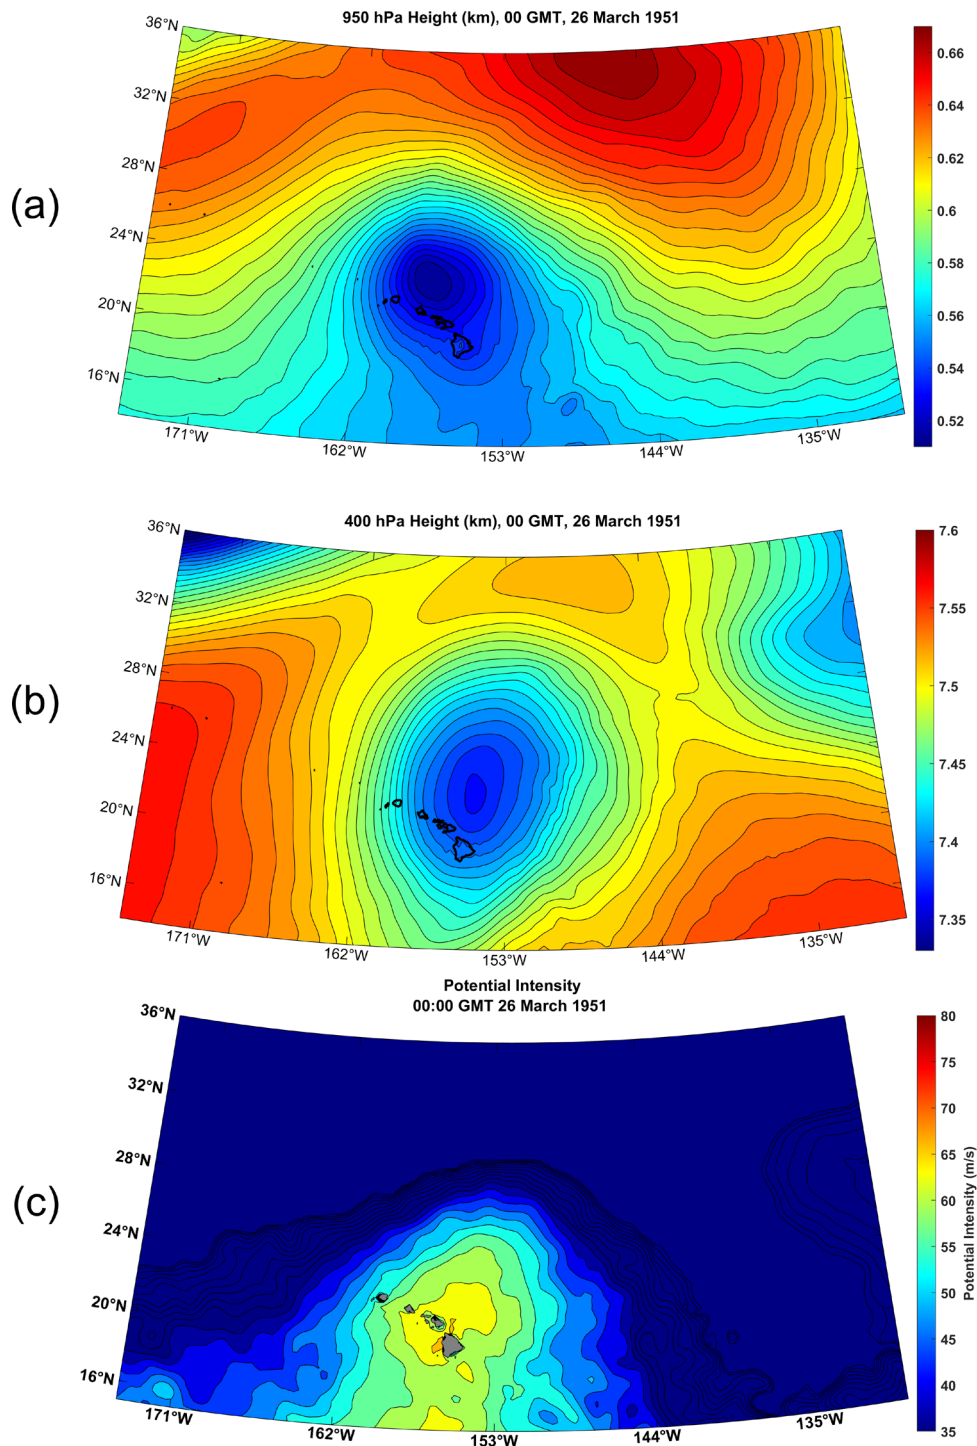 950 hPa Height (km), 00 GMT, 26 March 1951
(a)
36°N
32°N
28°N
24°N
20°N
16°N
171°W
162°W
153°W
144°W
135°W
0.66
0.64
0.62
0.6
0.58
0.56
0.54
0.52
400 hPa Height (km), 00 GMT, 26 March 1951
(b)
36°N
32°N
28°N
24°N
20°N
16°N
171°W
162°W
153°W
144°W
135°W
7.6
7.55
7.5
7.45
7.4
7.35
Potential Intensity
00:00 GMT 26 March 1951
(c)
36°N
32°N
28°N
24°N
20°N
16°N
171°W
162°W
153°W
144°W
135°W
80
75
70
65
60
55
50
45
40
35
Potential Intensity (m/s)